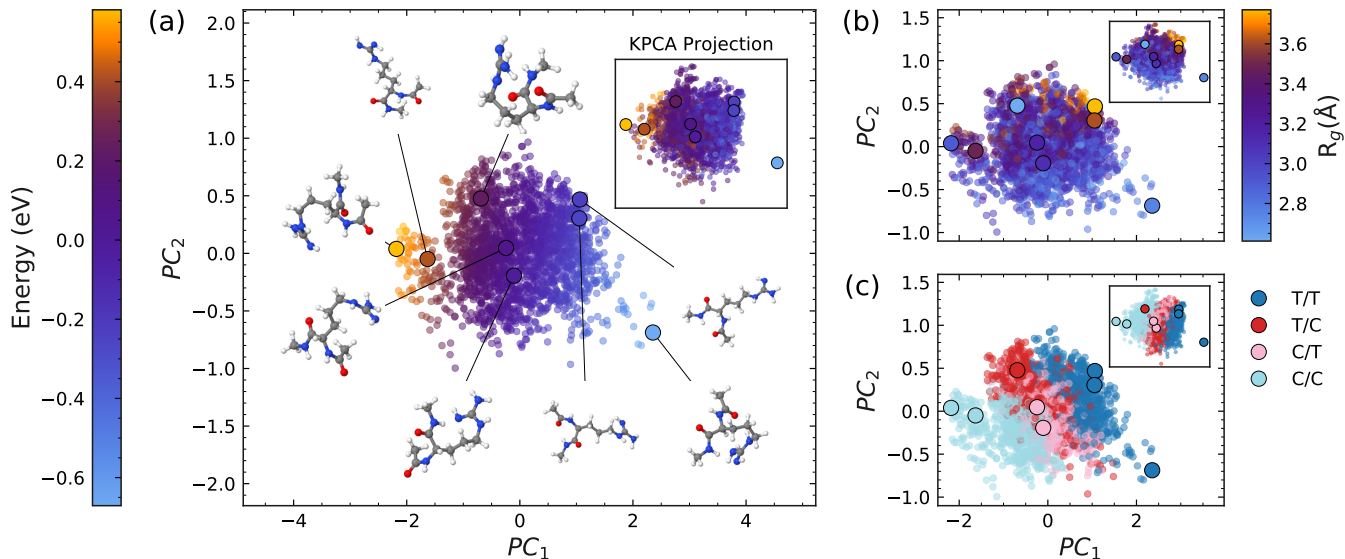 Energy (eV)
0.4
0.2
0.0
−0.2
−0.4
−0.6
(a)
KPCA Projection
PC2
2.0
1.5
1.0
0.5
0.0
−0.5
−1.0
−1.5
−2.0
−4
−2
0
2
4
PC1
(b)
PC2
1.5
1.0
0.5
0.0
−0.5
−1.0
3.6
3.4
3.2
3.0
2.8
Rg(Å)
(c)
PC2
1.5
1.0
0.5
0.0
−0.5
−1.0
−2
0
2
4
PC1
T/T
T/C
C/T
C/C